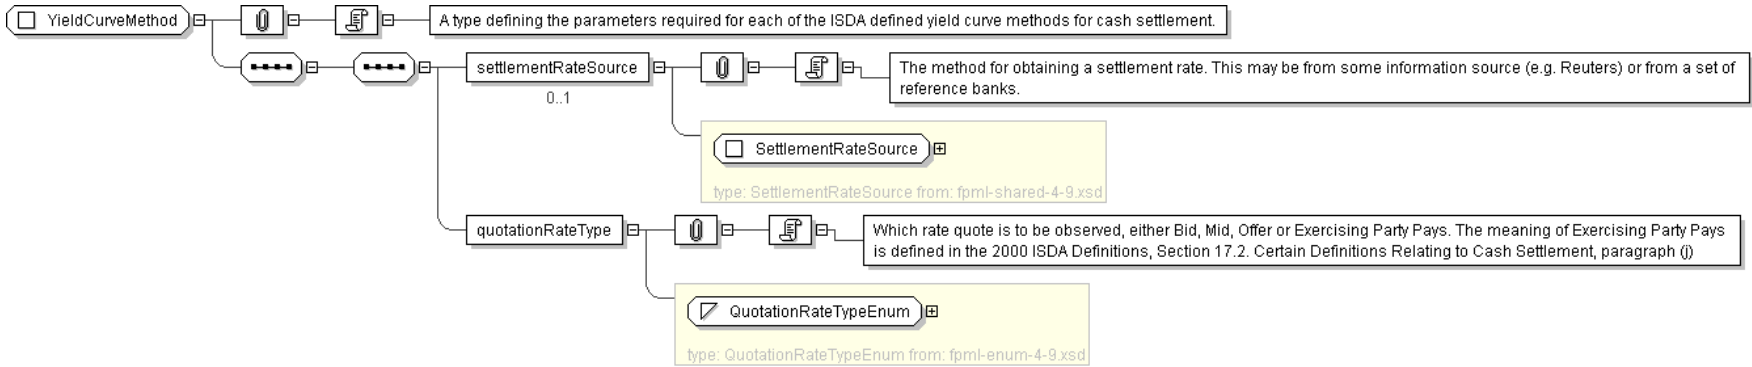 YieldCurveMethod
A type defining the parameters required for each of the ISDA defined yield curve methods for cash settlement.
settlementRateSource
0..1
The method for obtaining a settlement rate. This may be from some information source (e.g. Reuters) or from a set of
reference banks.
SettlementRateSource
type: SettlementRateSource from: fpml-shared-4-9.xsd
quotationRateType
Which rate quote is to be observed, either Bid, Mid, Offer or Exercising Party Pays. The meaning of Exercising Party Pays
is defined in the 2000 ISDA Definitions, Section 17.2. Certain Definitions Relating to Cash Settlement, paragraph (j)
QuotationRateTypeEnum
type: QuotationRateTypeEnum from: fpml-enum-4-9.xsd